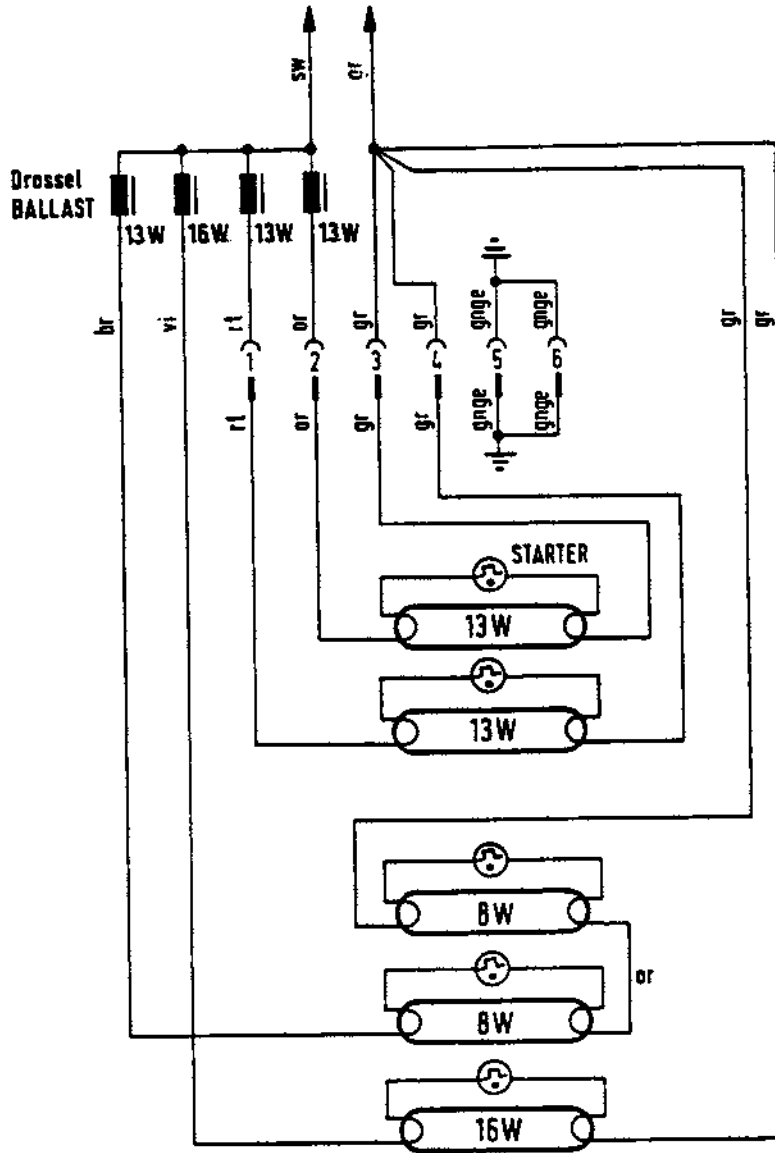 sw
gr
Drossel
BALLAST
13W
16W
13W
13W
br
vi
rt
or
gr
gr
gnge
gnge
gr
gr
1
2
3
4
5
6
rt
or
gr
gr
gnge
gnge
STARTER
13W
13W
8W
or
8W
16W